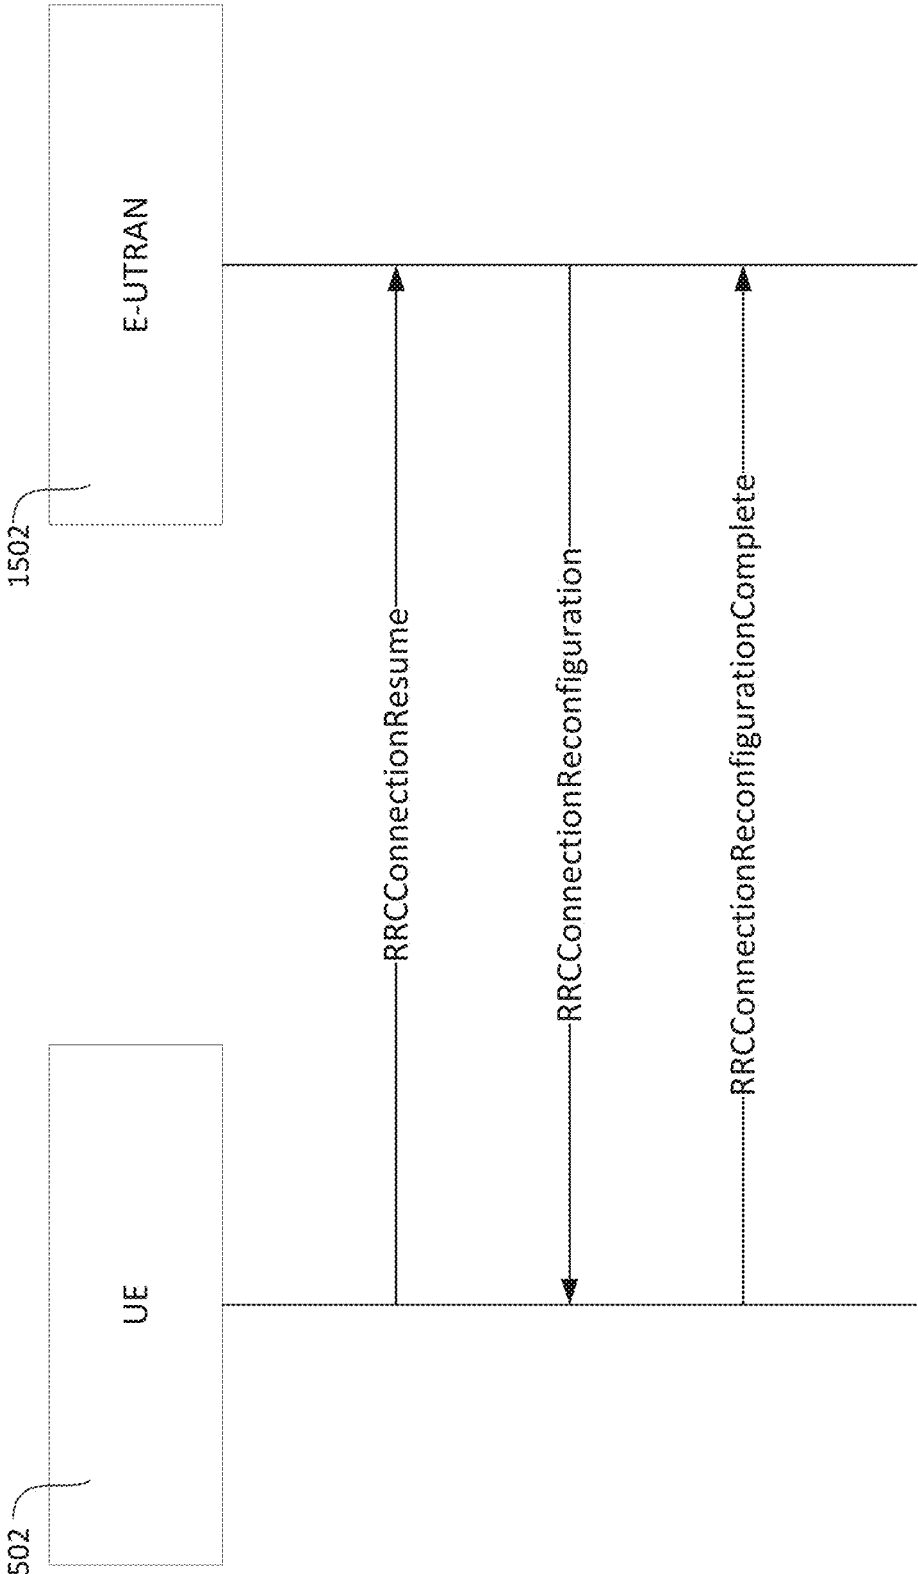 502
UE
1502
E-UTRAN
RRCConnectionResume
RRCConnectionReconfiguration
RRCConnectionReconfigurationComplete